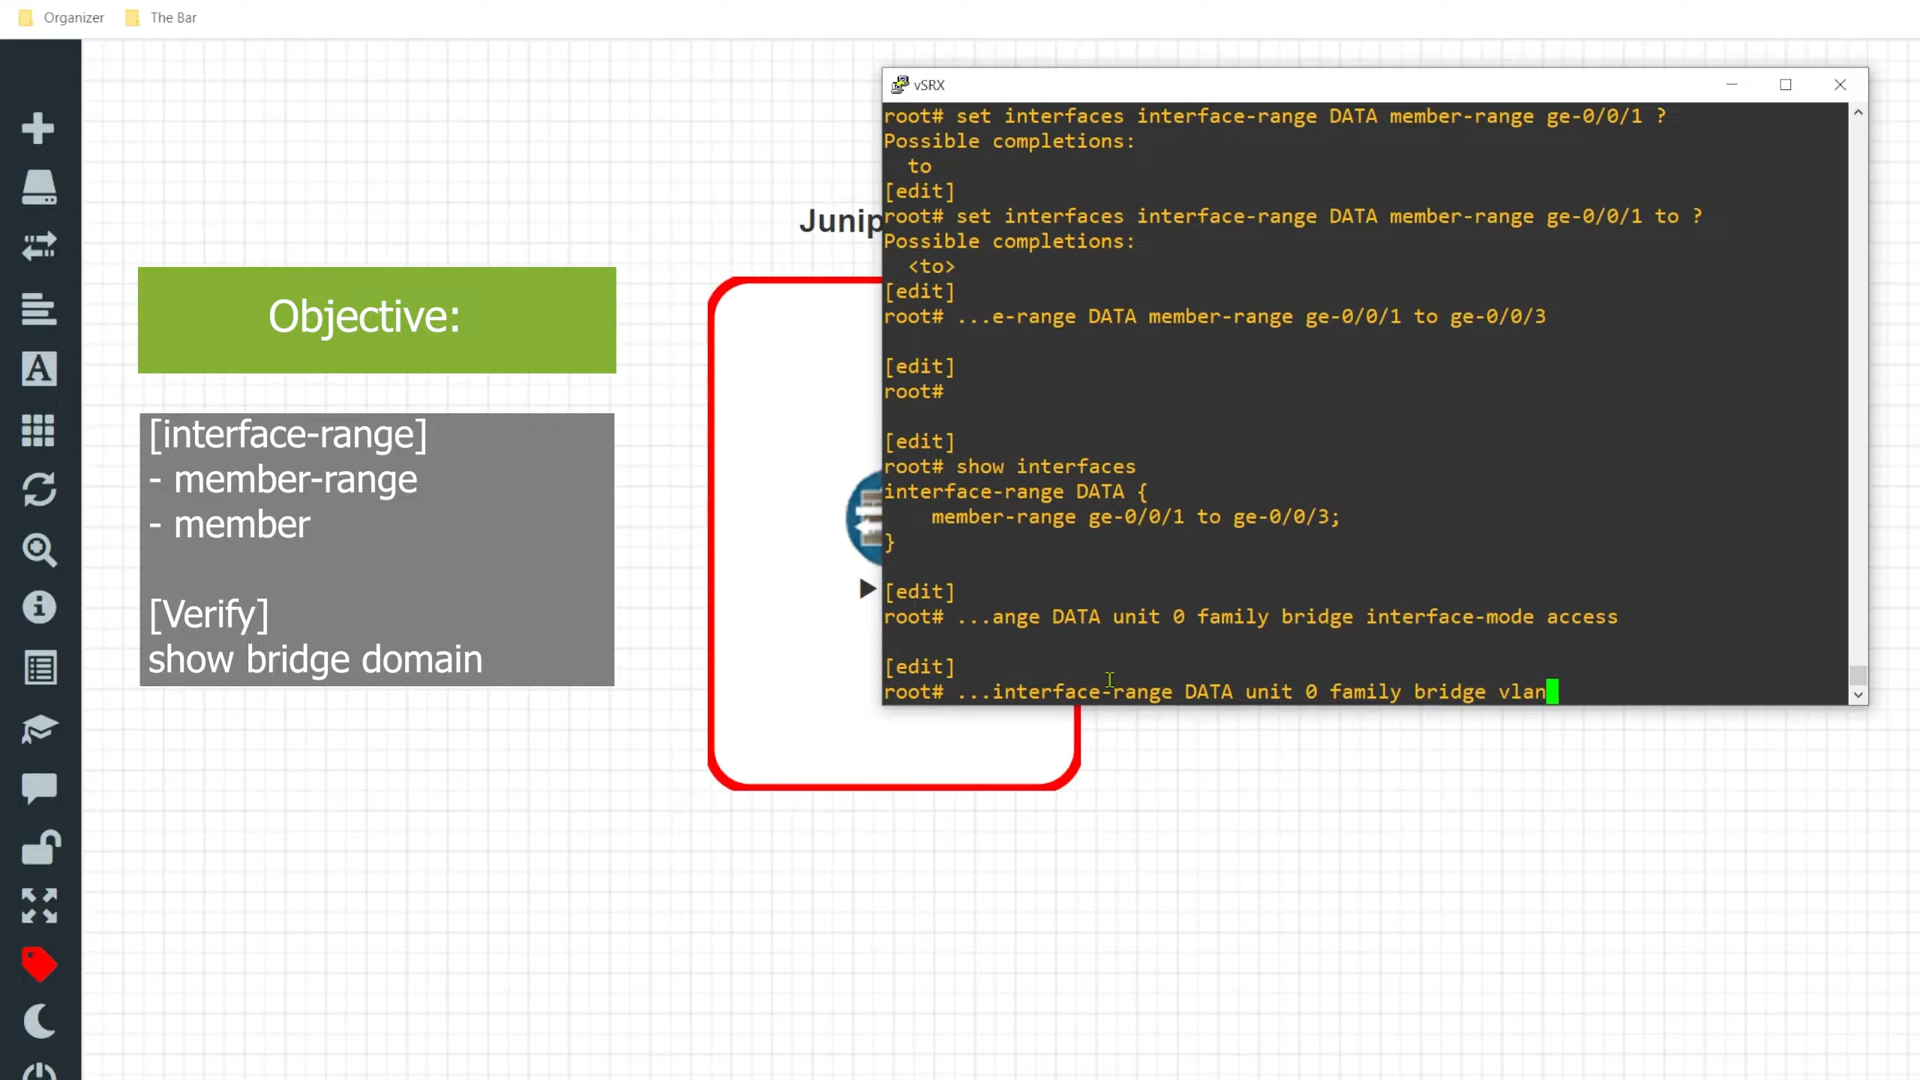 Organizer
The Bar
Objective:
[interface-range]
- member-range
- member
[Verify]
show bridge domain
Junip
vSRX
root# set interfaces interface-range DATA member-range ge-0/0/1 ?
Possible completions:
to
[edit]
root# set interfaces interface-range DATA member-range ge-0/0/1 to ?
Possible completions:
<to>
[edit]
root# ...e-range DATA member-range ge-0/0/1 to ge-0/0/3
[edit]
root#
[edit]
root# show interfaces
interface-range DATA {
member-range ge-0/0/1 to ge-0/0/3;
}
[edit]
root# ...ange DATA unit 0 family bridge interface-mode access
[edit]
root# ...interface-range DATA unit 0 family bridge vlan